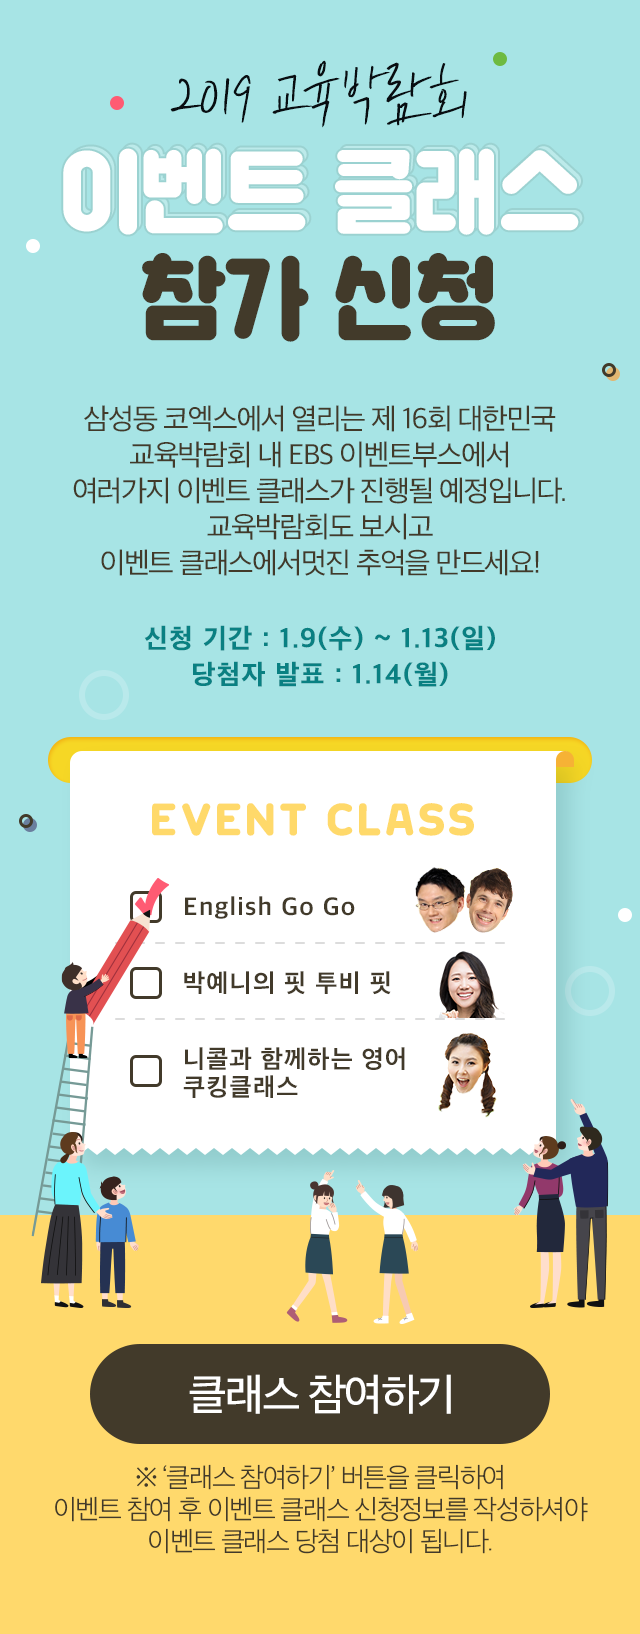 2019 교육박람회
이벤트 클래스
참가 신청
삼성동 코엑스에서 열리는 제 16회 대한민국
교육박람회 내 EBS 이벤트부스에서
여러가지 이벤트 클래스가 진행될 예정입니다.
교육박람회도 보시고
이벤트 클래스에서멋진 추억을 만드세요!
신청 기간 : 1.9(수) ~ 1.13(일)
당첨자 발표 : 1.14(월)
EVENT CLASS
English Go Go
박예니의 핏 투비 핏
니콜과 함께하는 영어
쿠킹클래스
클래스 참여하기
※ ‘클래스 참여하기’ 버튼을 클릭하여
이벤트 참여 후 이벤트 클래스 신청정보를 작성하셔야
이벤트 클래스 당첨 대상이 됩니다.